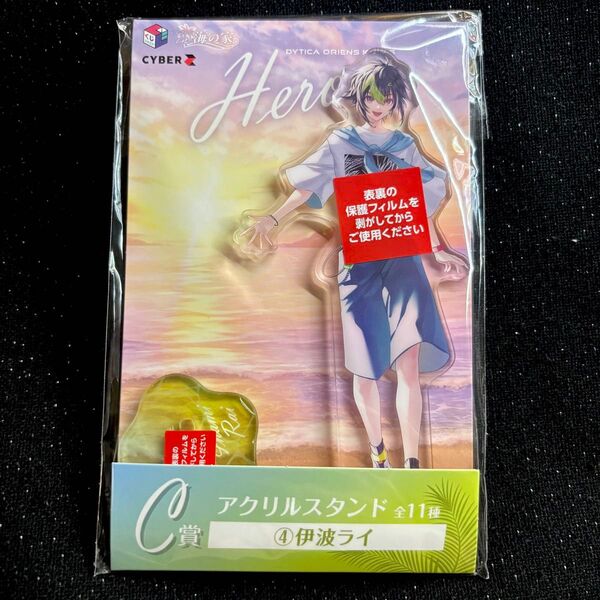 海の家
CYBER Z
DYTICA ORIENS
Hero
表裏の
保護フィルムを
剥がしてから
ご使用ください
Rai
C賞
アクリルスタンド 全11種
④伊波ライ